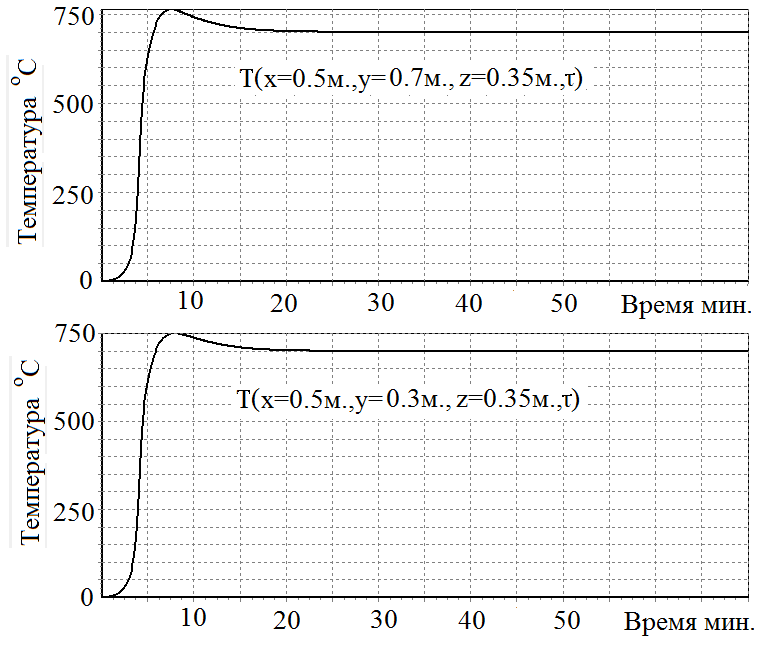 Температура °C
750
500
250
0
T(x=0.5м.,y= 0.7м., z=0.35м.,τ)
10 20 30 40 50 Время мин.
Температура °C
750
500
250
0
T(x=0.5м.,y= 0.3м., z=0.35м.,τ)
10 20 30 40 50 Время мин.